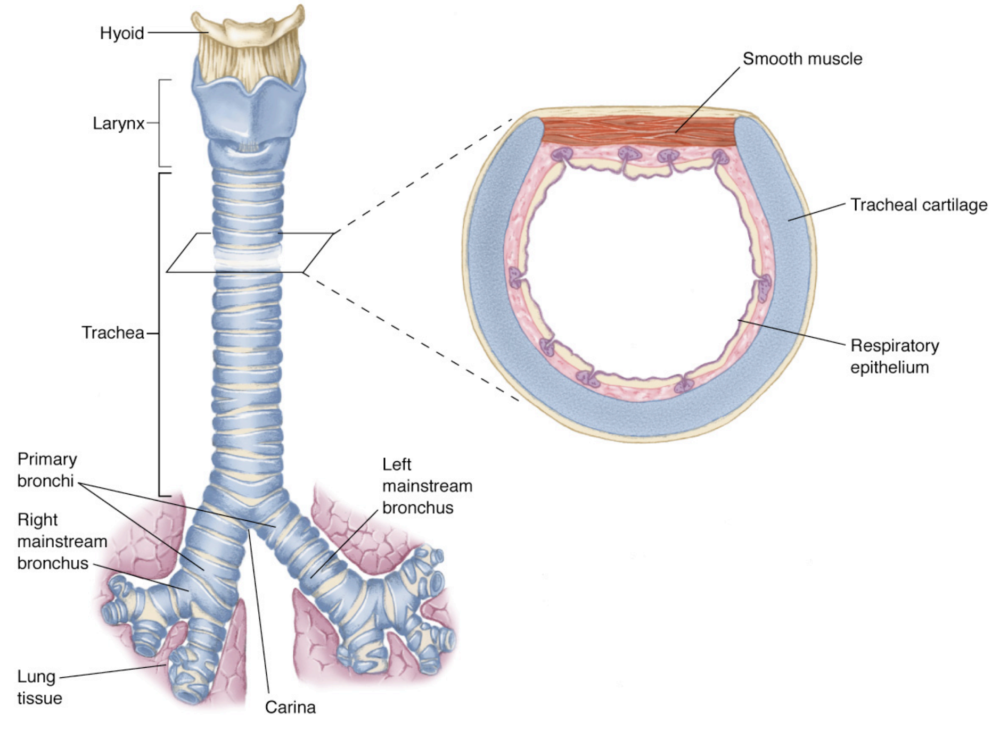 Hyoid
Smooth muscle
Larynx
Tracheal cartilage
Trachea
Respiratory
epithelium
Primary
bronchi
Left
mainstream
bronchus
Right
mainstream
bronchus
Lung
tissue
Carina